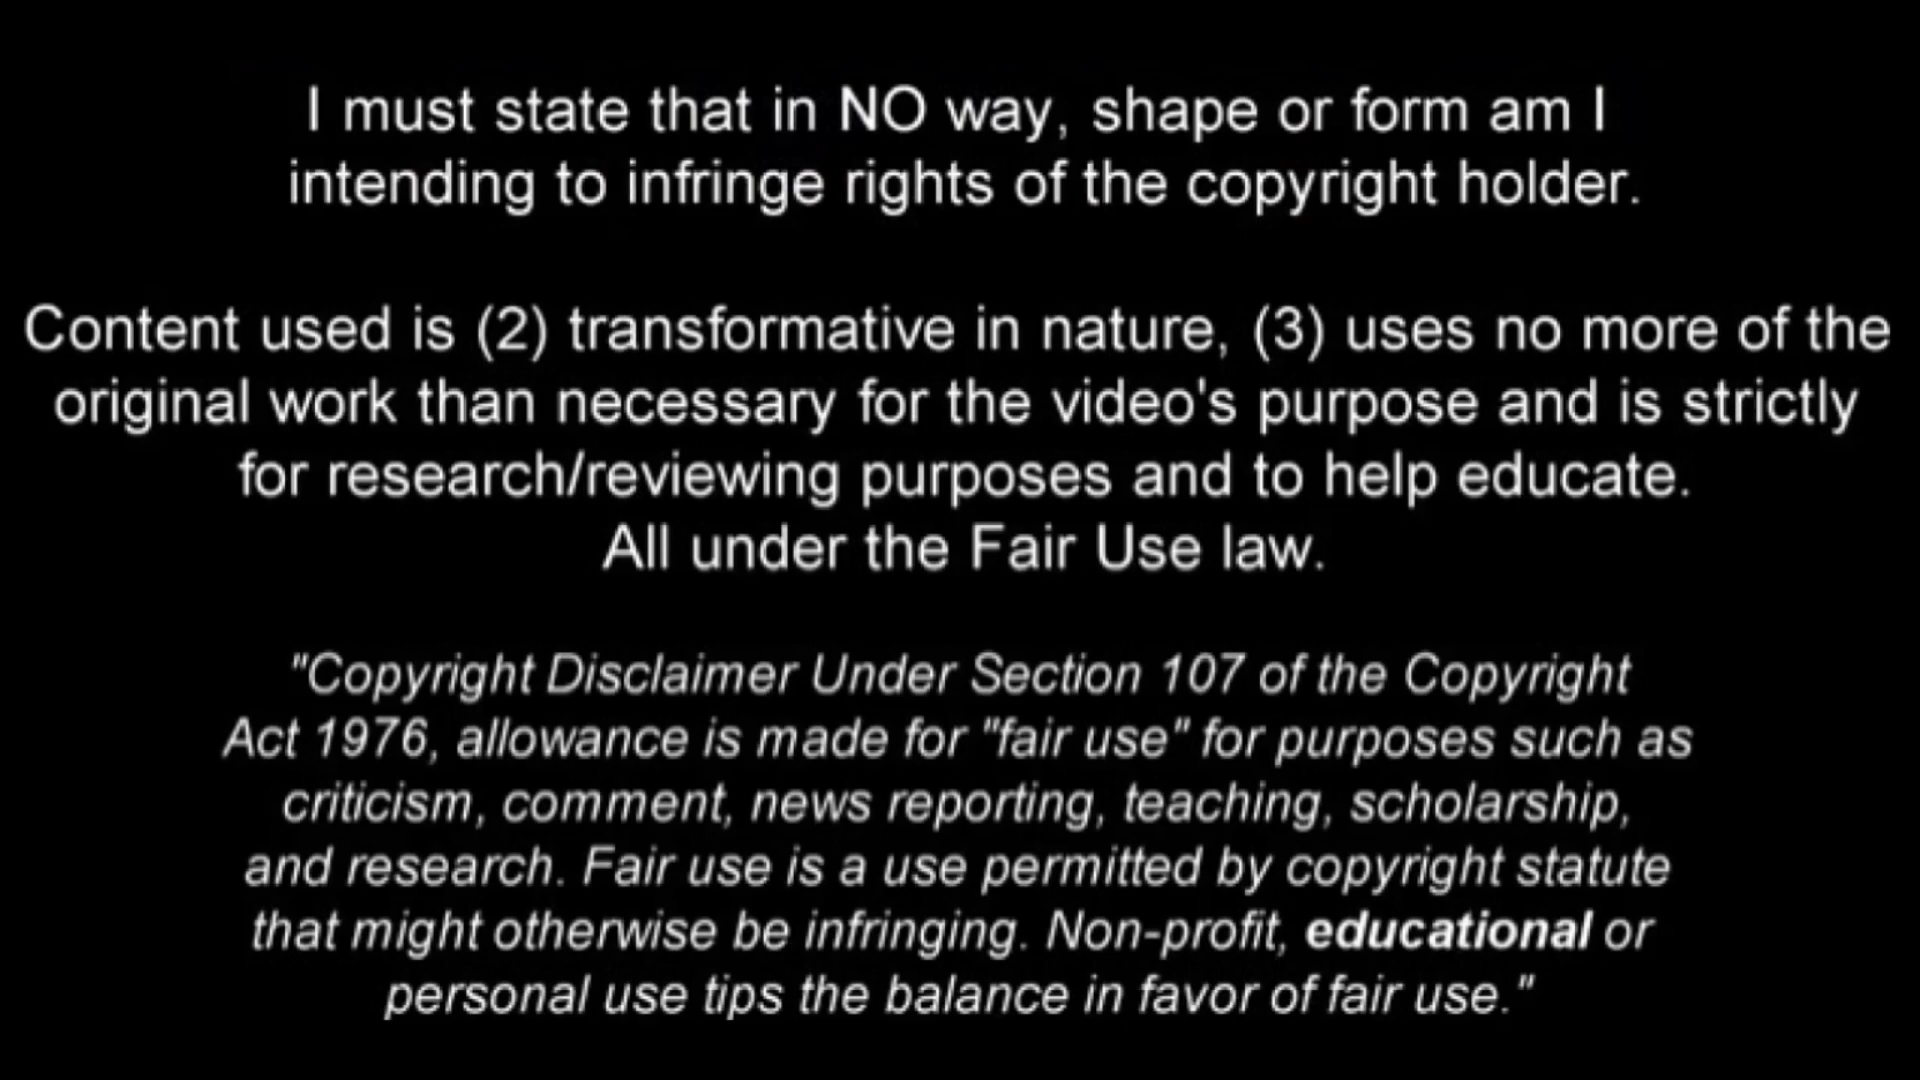 I must state that in NO way, shape or form am I
intending to infringe rights of the copyright holder.
Content used is (2) transformative in nature, (3) uses no more of the
original work than necessary for the video's purpose and is strictly
for research/reviewing purposes and to help educate.
All under the Fair Use law.
"Copyright Disclaimer Under Section 107 of the Copyright
Act 1976, allowance is made for "fair use" for purposes such as
criticism, comment, news reporting, teaching, scholarship,
and research. Fair use is a use permitted by copyright statute
that might otherwise be infringing. Non-profit, educational or
personal use tips the balance in favor of fair use."